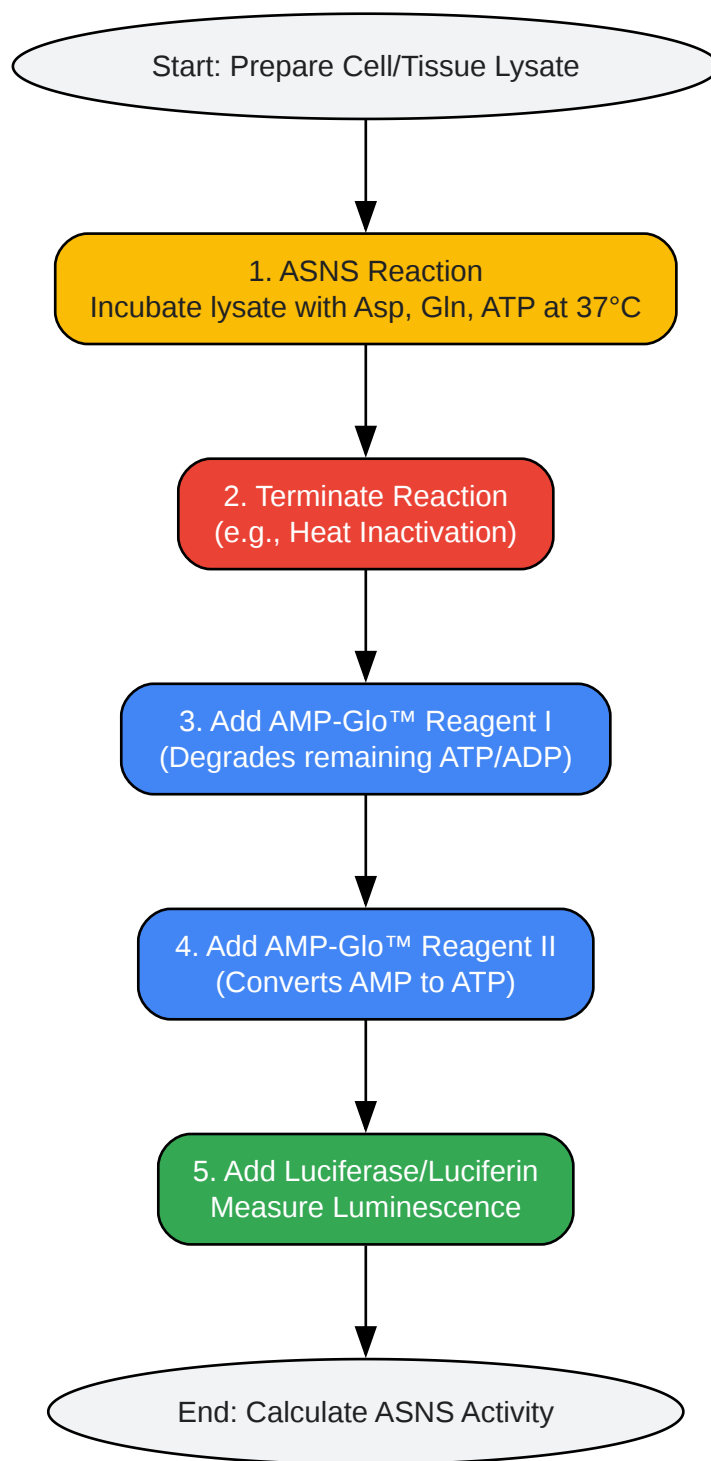 Start: Prepare Cell/Tissue Lysate
1. ASNS Reaction
Incubate lysate with Asp, Gln, ATP at 37°C
2. Terminate Reaction
(e.g., Heat Inactivation)
3. Add AMP-Glo™ Reagent I
(Degrades remaining ATP/ADP)
4. Add AMP-Glo™ Reagent II
(Converts AMP to ATP)
5. Add Luciferase/Luciferin
Measure Luminescence
End: Calculate ASNS Activity